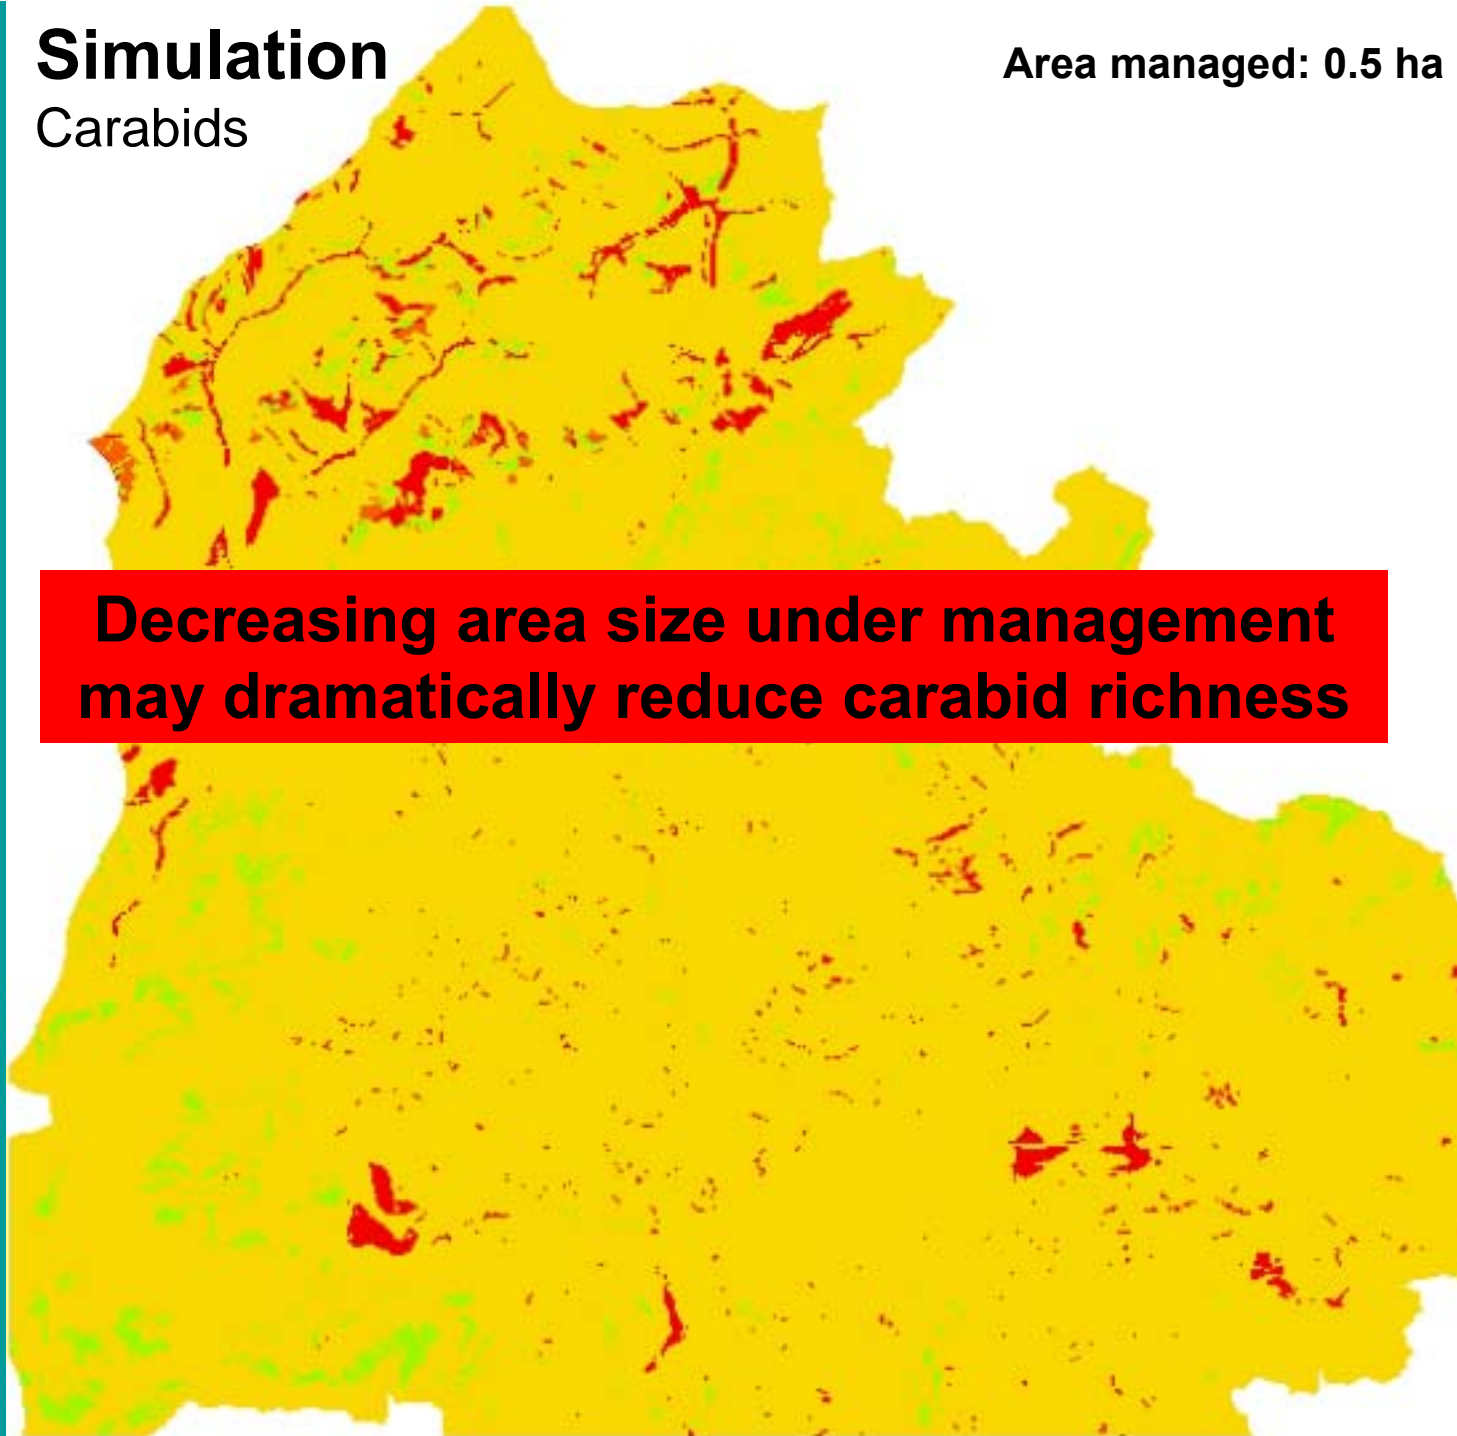 Simulation
Carabids
Area managed: 0.5 ha
Decreasing area size under management
may dramatically reduce carabid richness